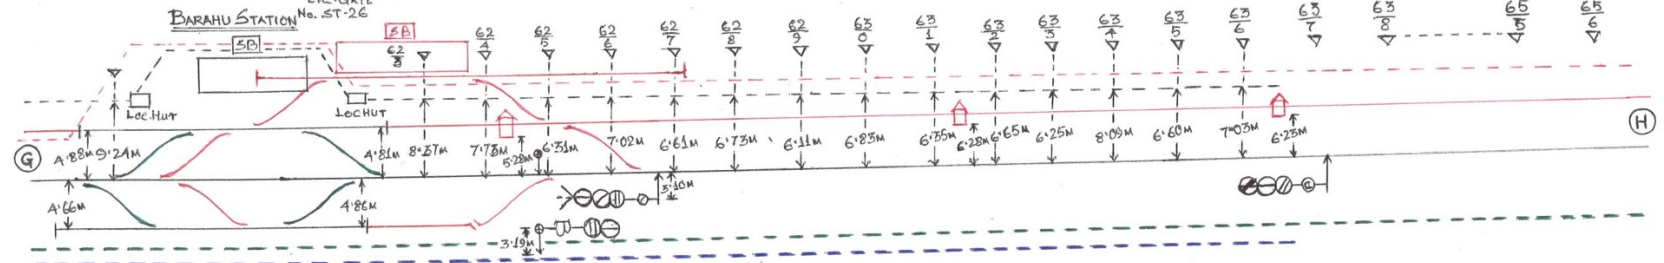 BARAHU STATION No. ST-26
SB
SB
62/3
62/4
62/5
62/6
62/7
62/8
62/9
63/0
63/1
63/2
63/3
63/4
63/5
63/6
63/7
63/8
65/5
65/6
LOC.HUT
LOCHUT
G
H
4.88M
9.24M
4.81M
8.57M
7.73M
5.28M
6.31M
7.02M
6.61M
6.73M
6.11M
6.83M
6.35M
6.28M
6.65M
6.25M
8.09M
6.60M
7.03M
6.23M
4.66M
4.86M
3.10M
3.19M
C